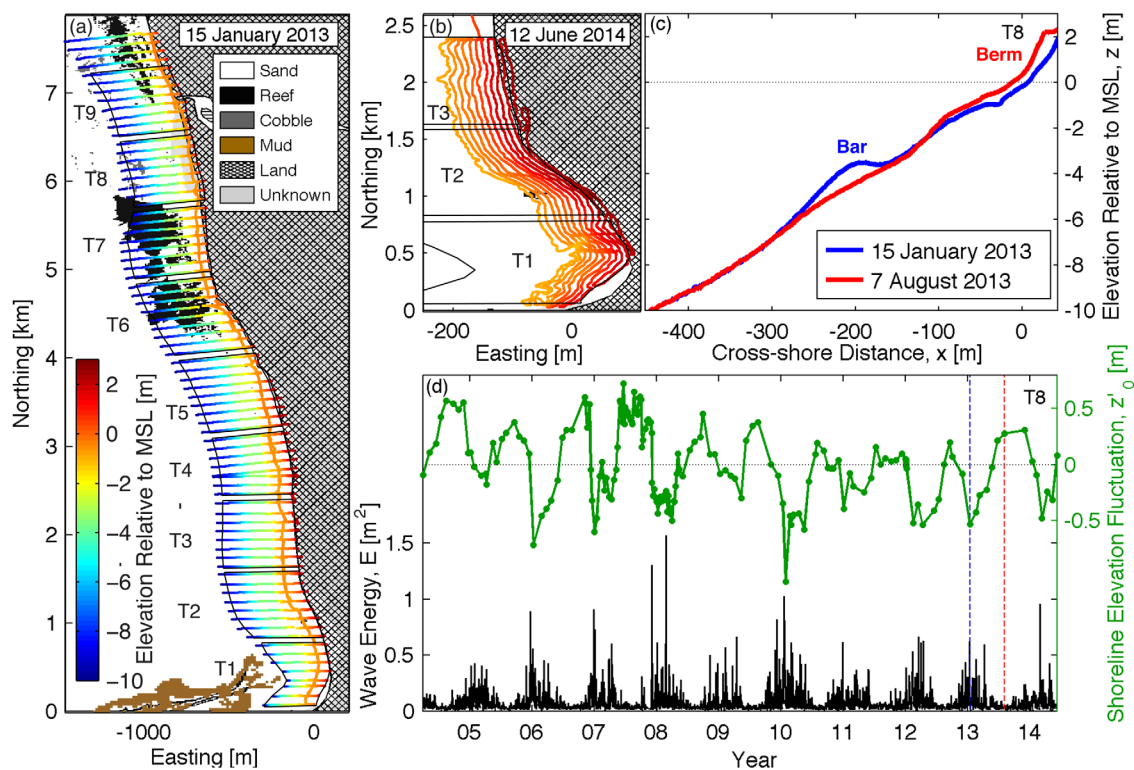 (a)
15 January 2013
Sand
Reef
Cobble
Mud
Land
Unknown
T9
T8
T7
T6
T5
T4
T3
T2
T1
7
6
5
4
3
2
1
0
Northing [km]
2
0
−2
−4
−6
−8
−10
Elevation Relative to MSL [m]
-1000
0
Easting [m]
(b)
12 June 2014
2.5
2
1.5
1
0.5
0
Northing [km]
T3
T2
T1
-200
0
Easting [m]
(c)
T8
Berm
Bar
15 January 2013
7 August 2013
2
0
-2
-4
-6
-8
-10
Elevation Relative to MSL, z [m]
-400
-300
-200
-100
0
Cross-shore Distance, x [m]
(d)
T8
0.5
0
-0.5
Shoreline Elevation Fluctuation, z'0 [m]
1.5
1
0.5
0
Wave Energy, E [m²]
05
06
07
08
09
10
11
12
13
14
Year